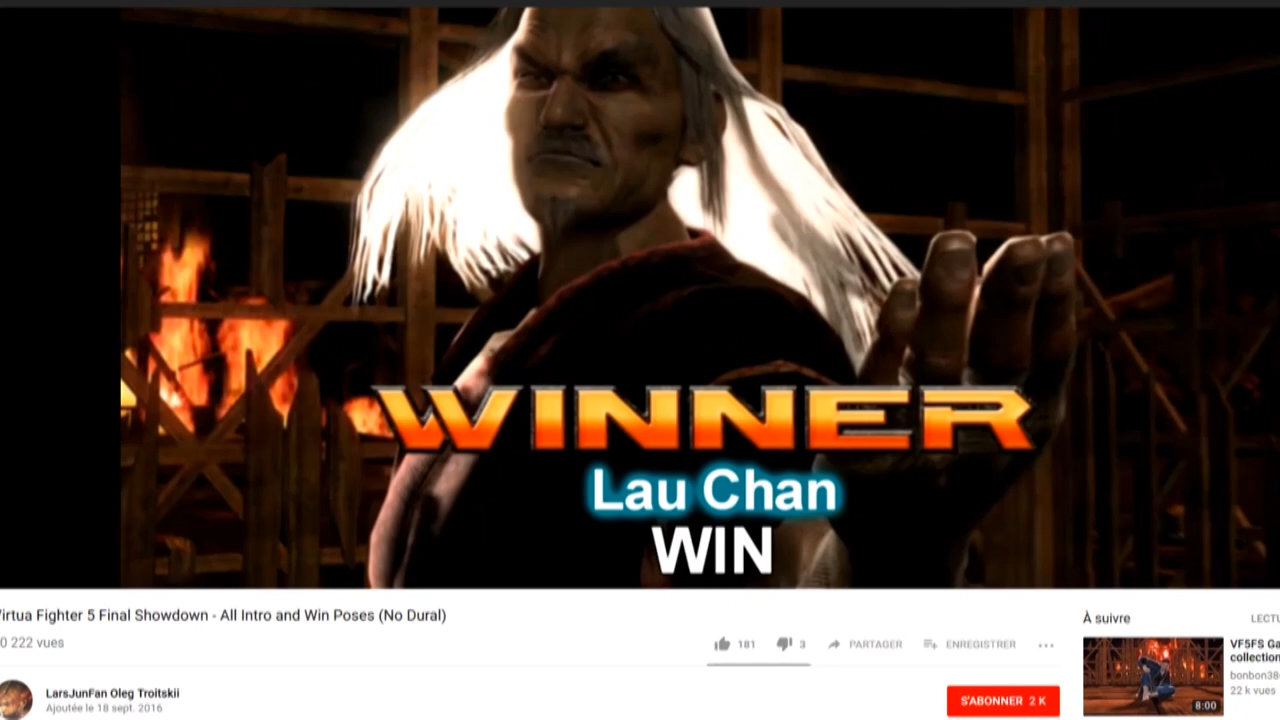 WINNER
Lau Chan
WIN
irtua Fighter 5 Final Showdown - All Intro and Win Poses (No Dural)
0 222 vues
181
3
PARTAGER
ENREGISTRER
LarsJunFan Oleg Troitskii
Ajoutée le 18 sept. 2016
S'ABONNER 2 K
À suivre
LECTU
8:00
VF5FS Ga
collection
bonbon38
22 k vues